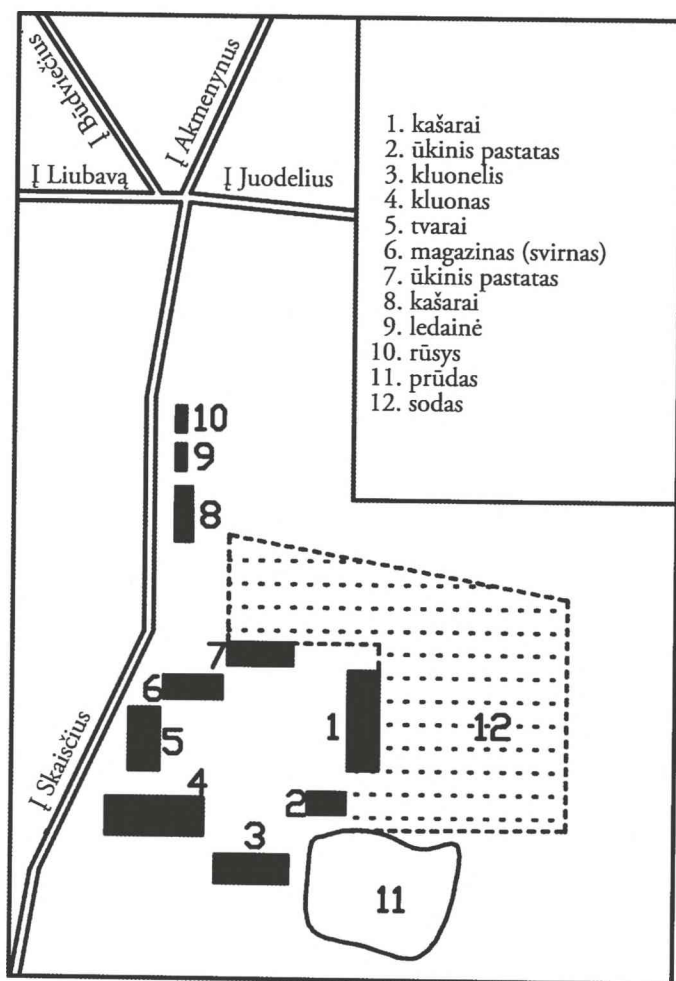 Į Būdviečius
Į Akmenynus
Į Liubavą
Į Juodelius
1. kašarai
2. ūkinis pastatas
3. kluonelis
4. kluonas
5. tvarai
6. magazinas (svirnas)
7. ūkinis pastatas
8. kašarai
9. ledainė
10. rūsys
11. prūdas
12. sodas
10
9
8
7
6
1
12
5
Į Skaisčius
4
2
3
11